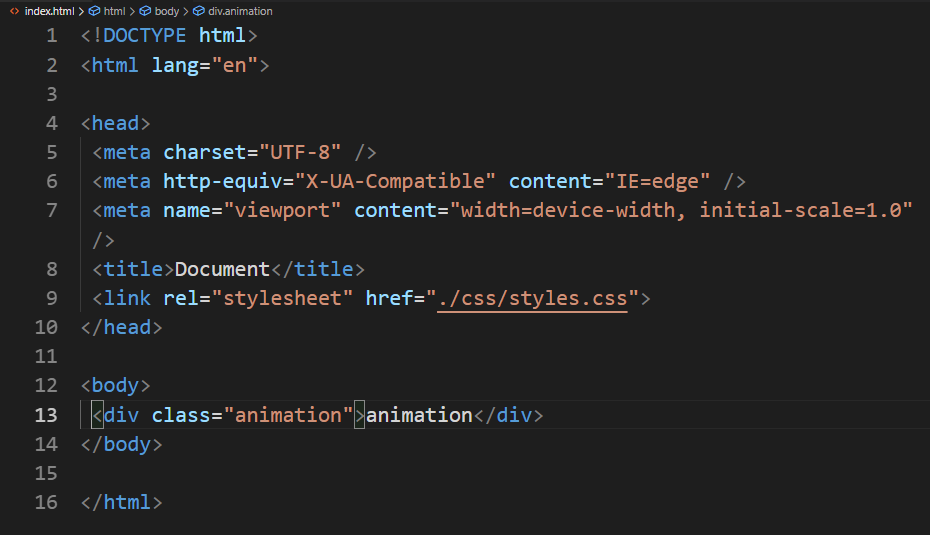 index.html > html > body > div.animation
1 <!DOCTYPE html>
2 <html lang="en">
3
4 <head>
5 <meta charset="UTF-8" />
6 <meta http-equiv="X-UA-Compatible" content="IE=edge" />
7 <meta name="viewport" content="width=device-width, initial-scale=1.0"
/>
8 <title>Document</title>
9 <link rel="stylesheet" href="./css/styles.css">
10 </head>
11
12 <body>
13 <div class="animation">animation</div>
14 </body>
15
16 </html>